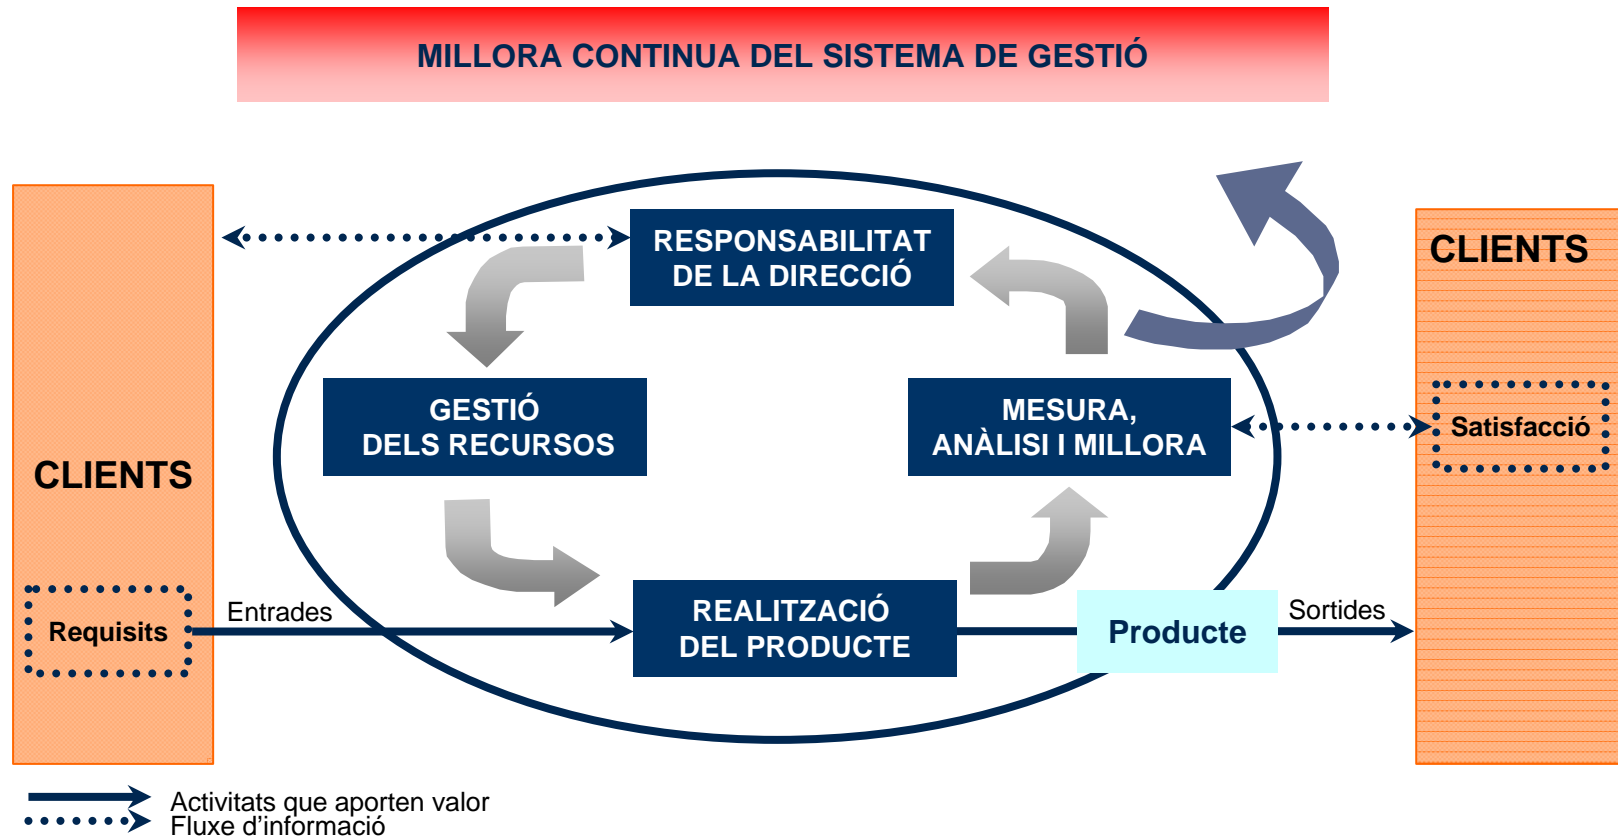 MILLORA CONTINUA DEL SISTEMA DE GESTIÓ
RESPONSABILITAT
DE LA DIRECCIÓ
CLIENTS
GESTIÓ
DELS RECURSOS
MESURA,
ANÀLISI I MILLORA
Satisfacció
CLIENTS
Requisits
Entrades
REALITZACIÓ
DEL PRODUCTE
Producte
Sortides
Activitats que aporten valor
Fluxe d’informació